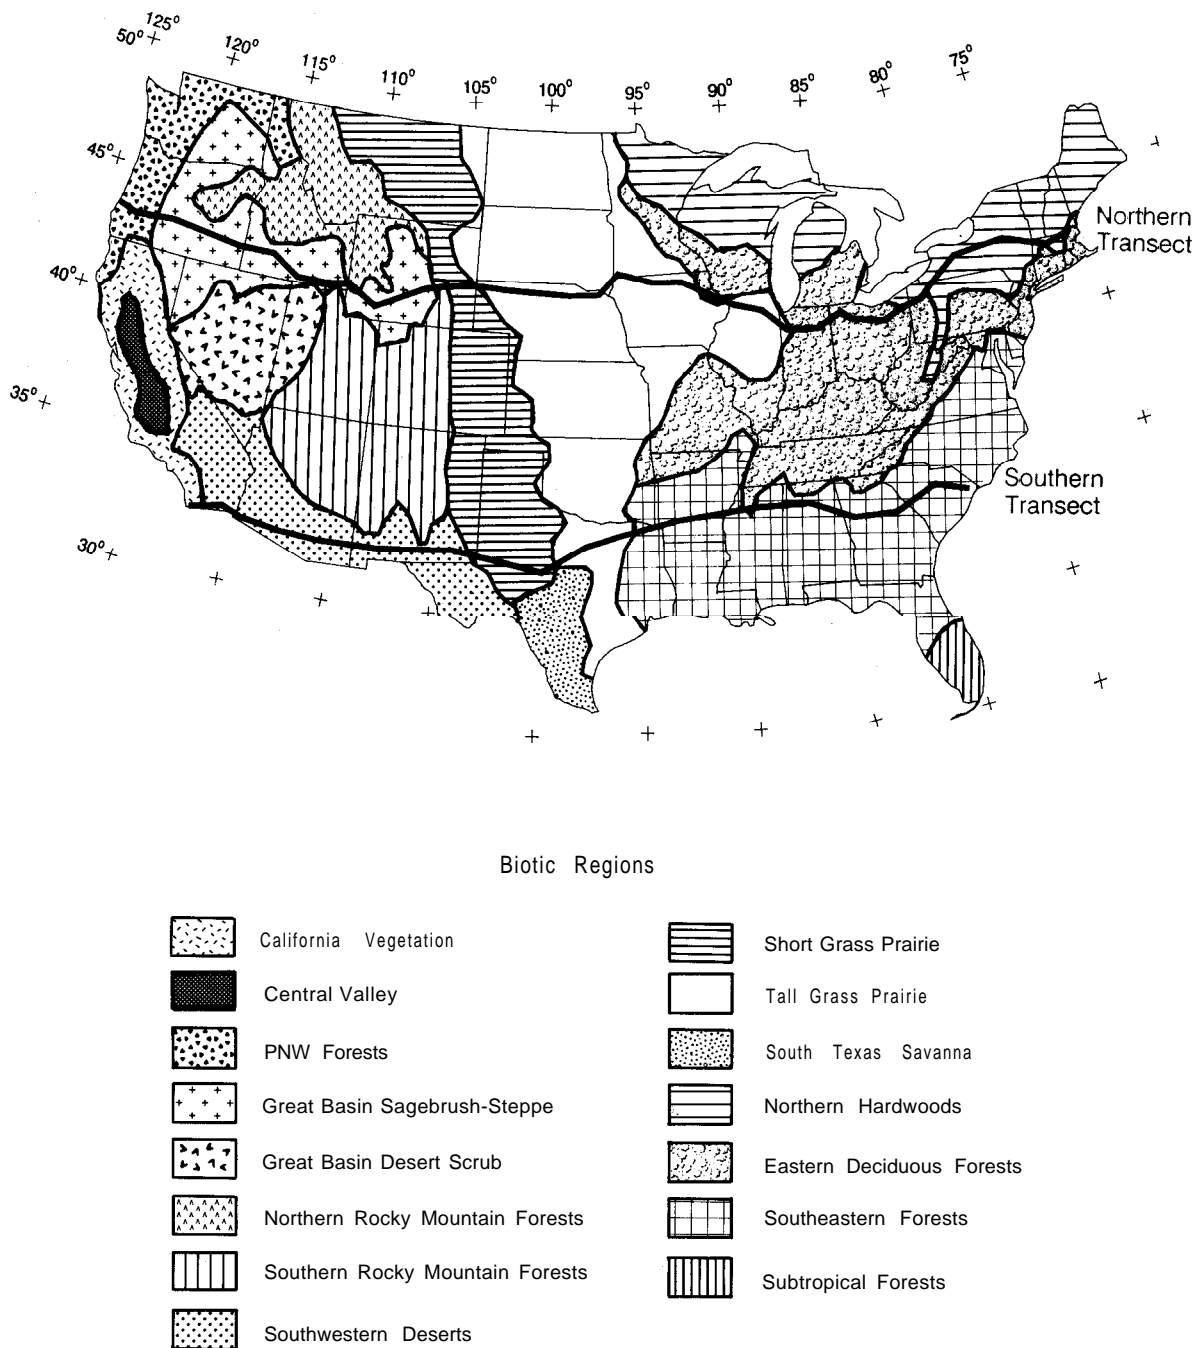 125°
50°
120°
115°
110°
105°
100°
95°
90°
85°
80°
75°
45°
40°
35°
30°
Northern
Transect
Southern
Transect
Biotic Regions
California Vegetation
Central Valley
PNW Forests
Great Basin Sagebrush-Steppe
Great Basin Desert Scrub
Northern Rocky Mountain Forests
Southern Rocky Mountain Forests
Southwestern Deserts
Short Grass Prairie
Tall Grass Prairie
South Texas Savanna
Northern Hardwoods
Eastern Deciduous Forests
Southeastern Forests
Subtropical Forests